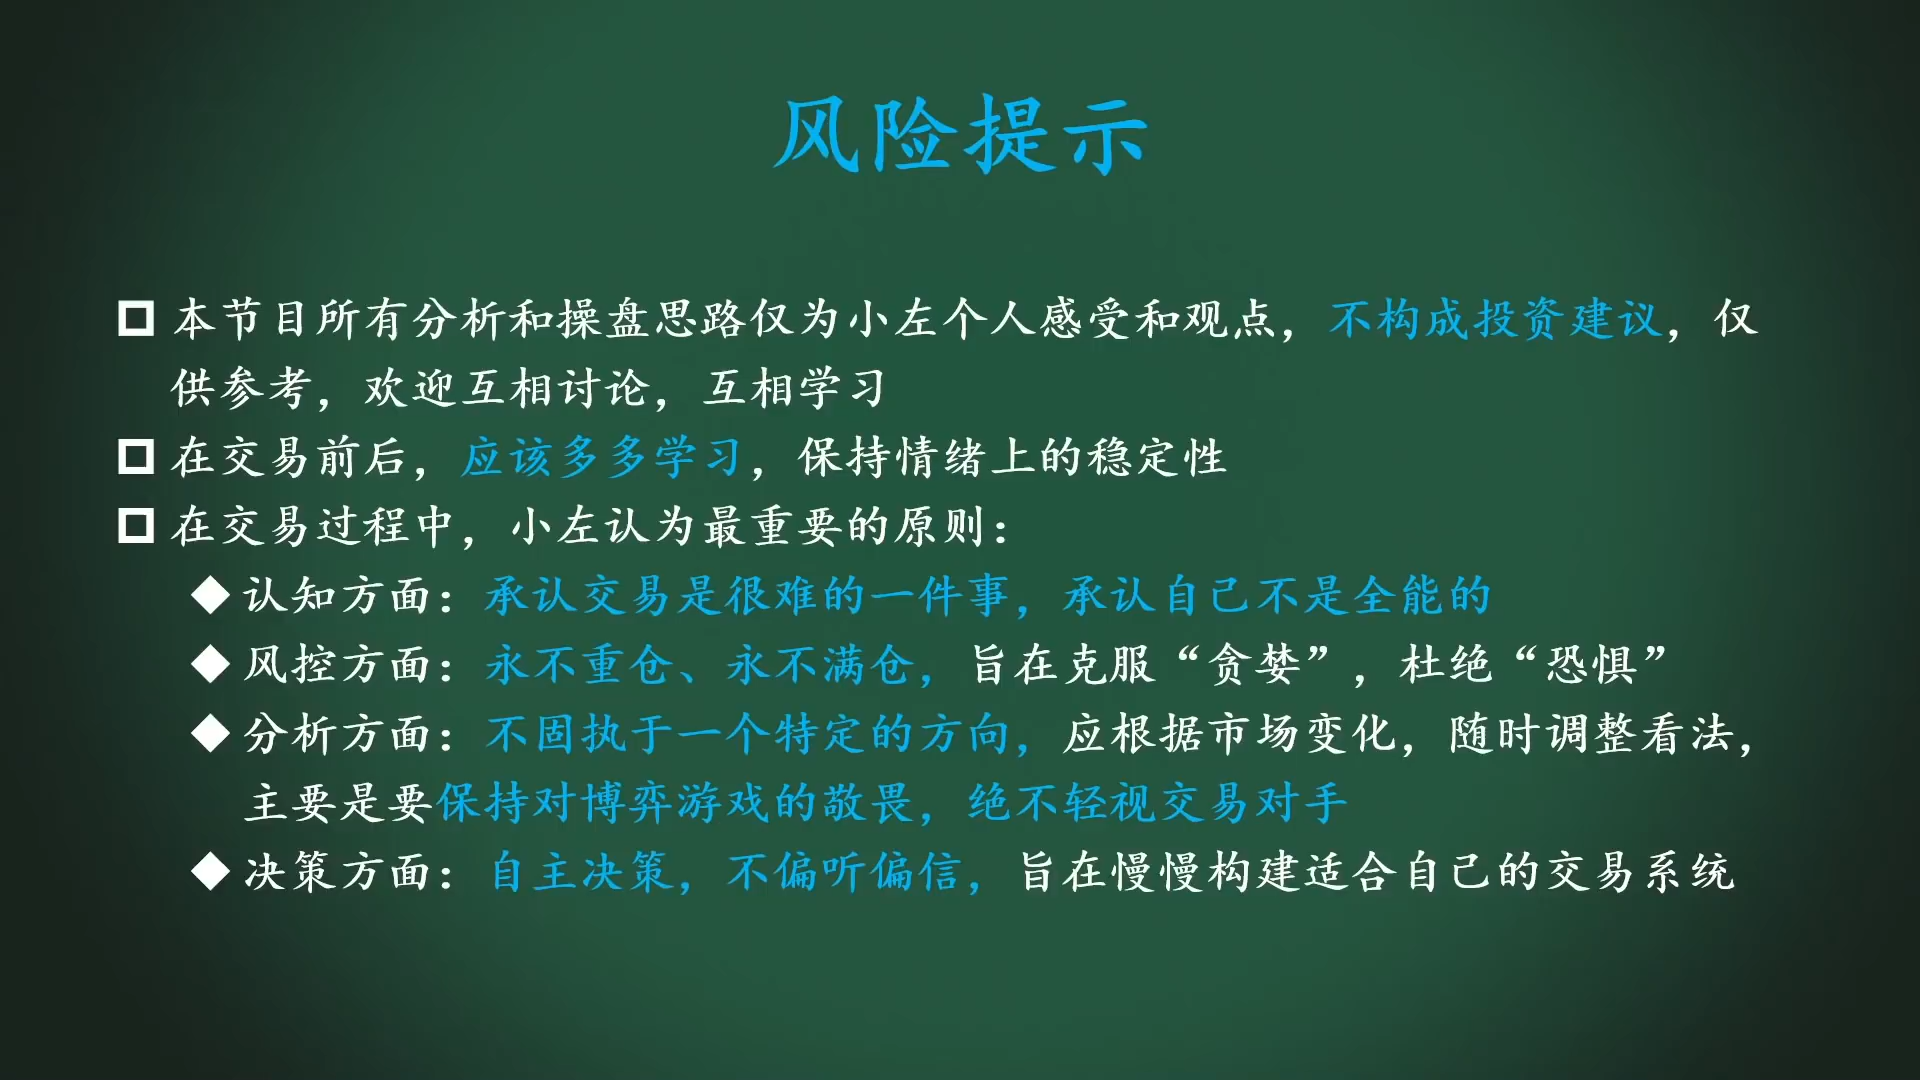 风险提示
本节目所有分析和操盘思路仅为小左个人感受和观点，不构成投资建议，仅
供参考，欢迎互相讨论，互相学习
在交易前后，应该多多学习，保持情绪上的稳定性
在交易过程中，小左认为最重要的原则：
认知方面：承认交易是很难的一件事，承认自己不是全能的
风控方面：永不重仓、永不满仓，旨在克服“贪婪”，杜绝“恐惧”
分析方面：不固执于一个特定的方向，应根据市场变化，随时调整看法，
主要是要保持对博弈游戏的敬畏，绝不轻视交易对手
决策方面：自主决策，不偏听偏信，旨在慢慢构建适合自己的交易系统